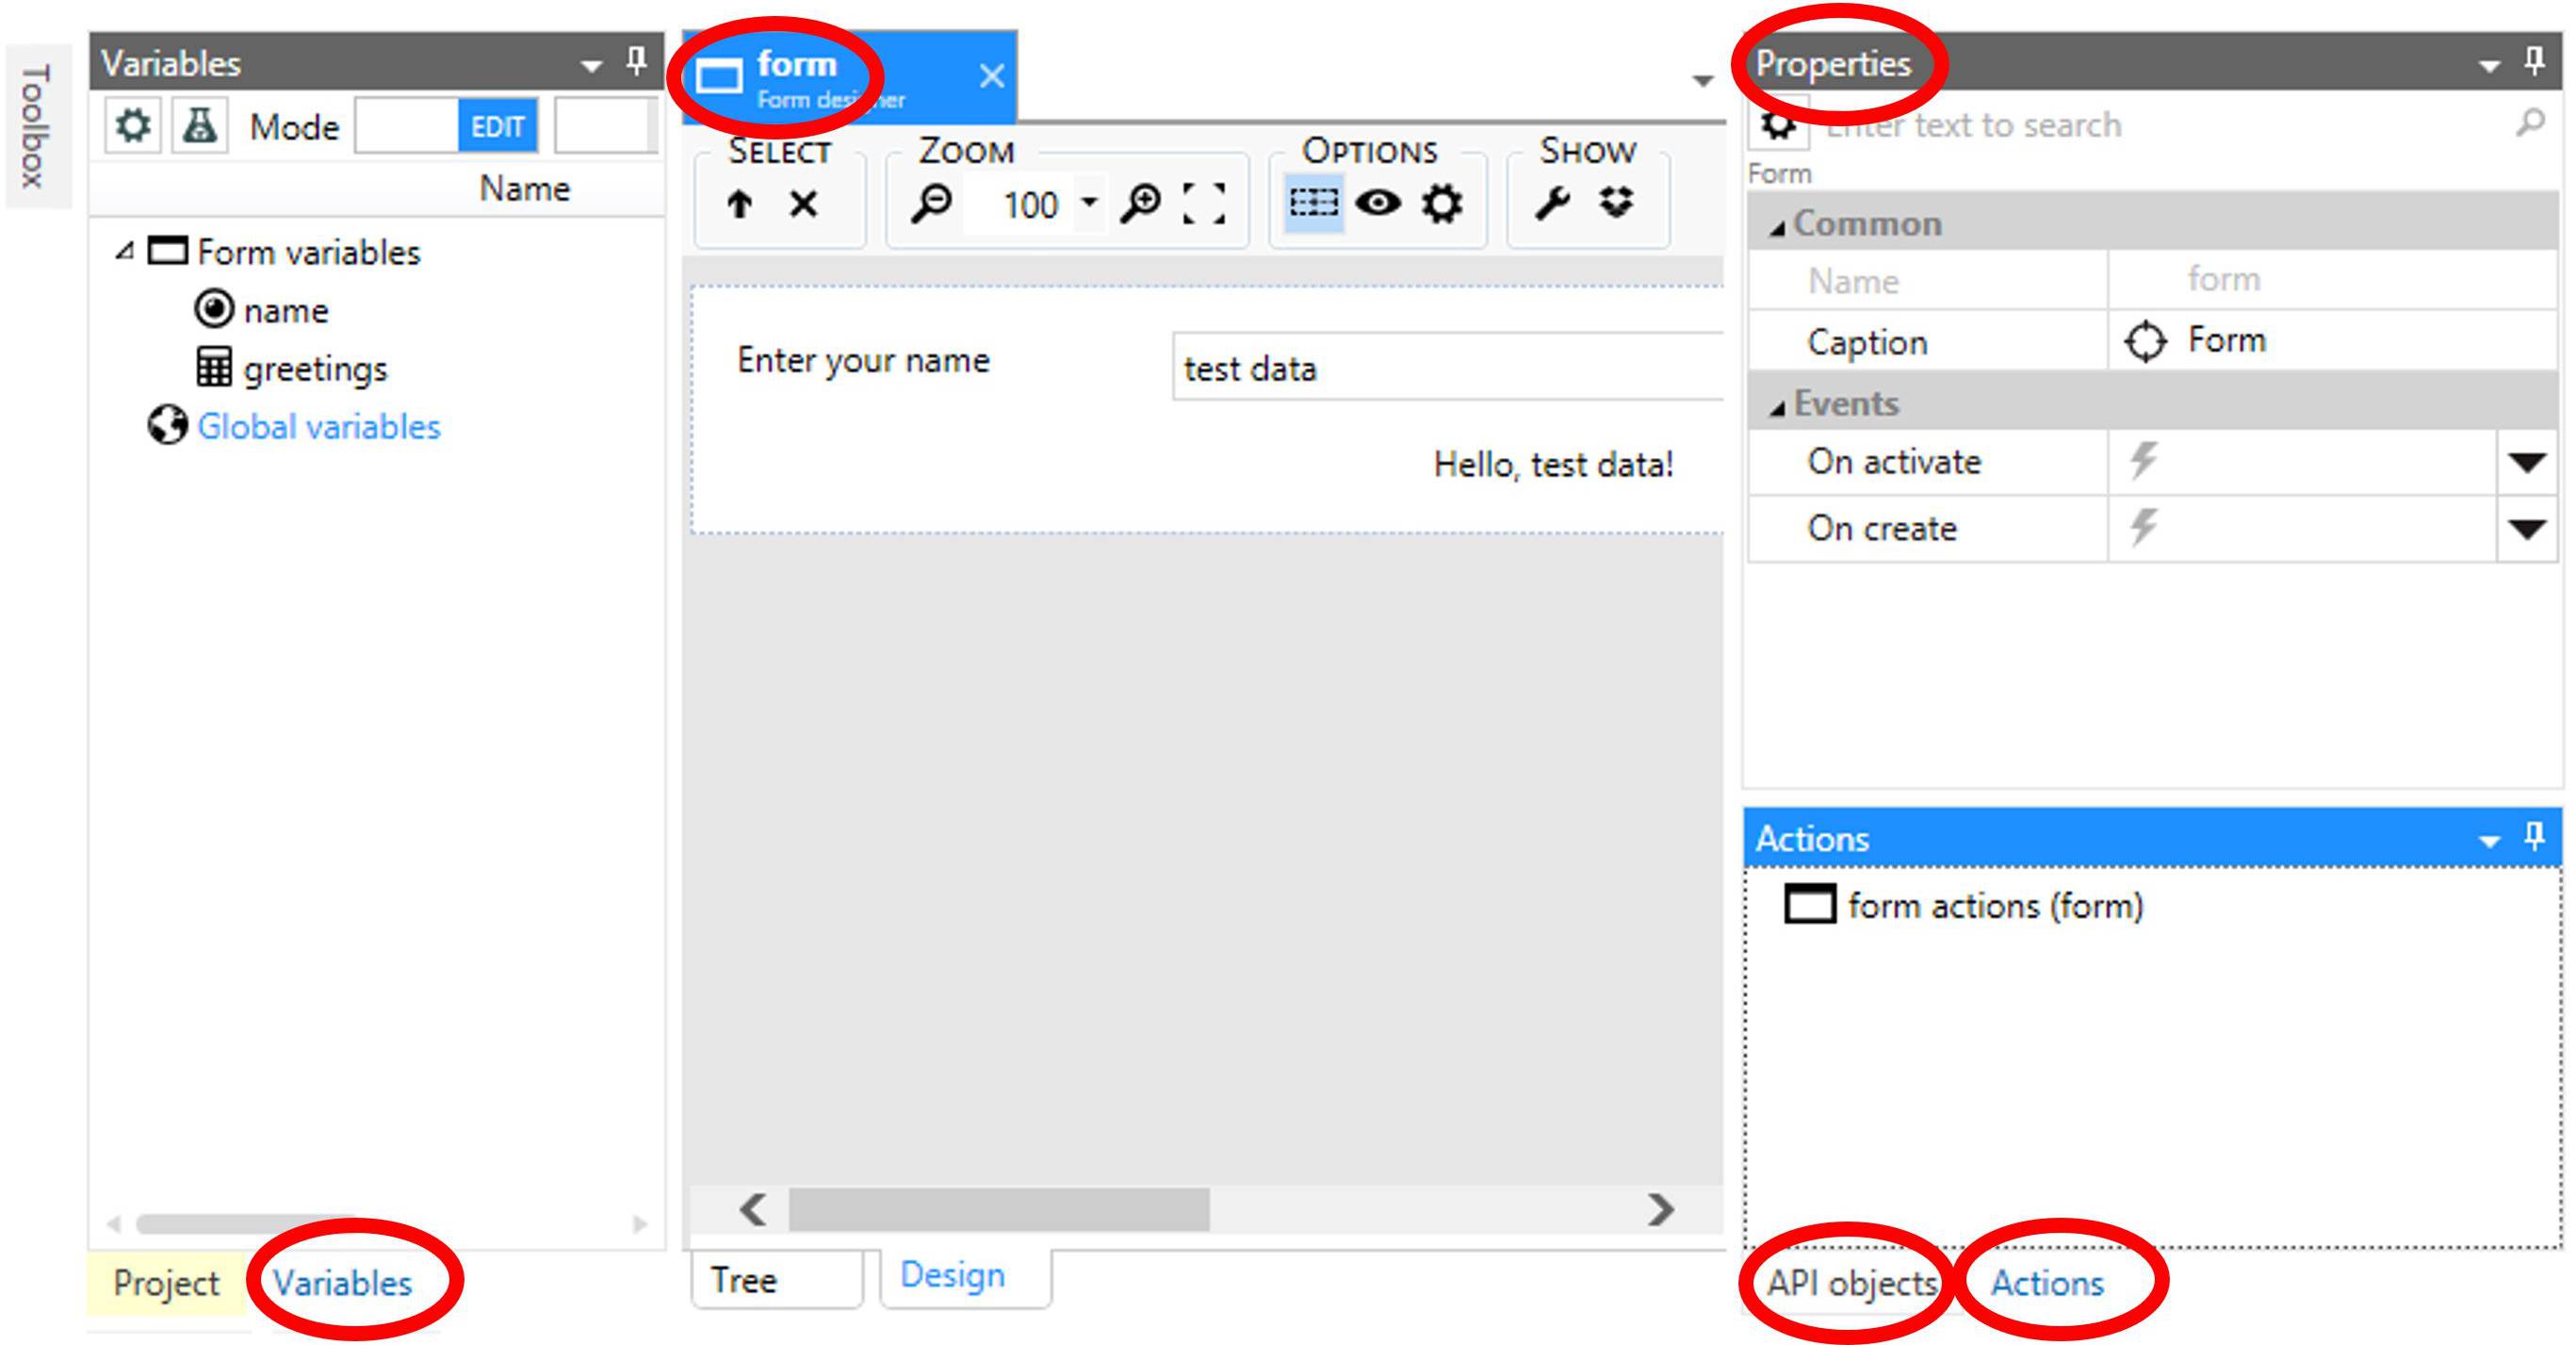 Toolbox
Variables
Mode
EDIT
Name
Form variables
name
greetings
Global variables
Project
Variables
form
Form designer
SELECT
ZOOM
OPTIONS
SHOW
100
Enter your name
test data
Hello, test data!
Tree
Design
Properties
Enter text to search
Form
Common
Name form
Caption Form
Events
On activate
On create
Actions
form actions (form)
API objects
Actions